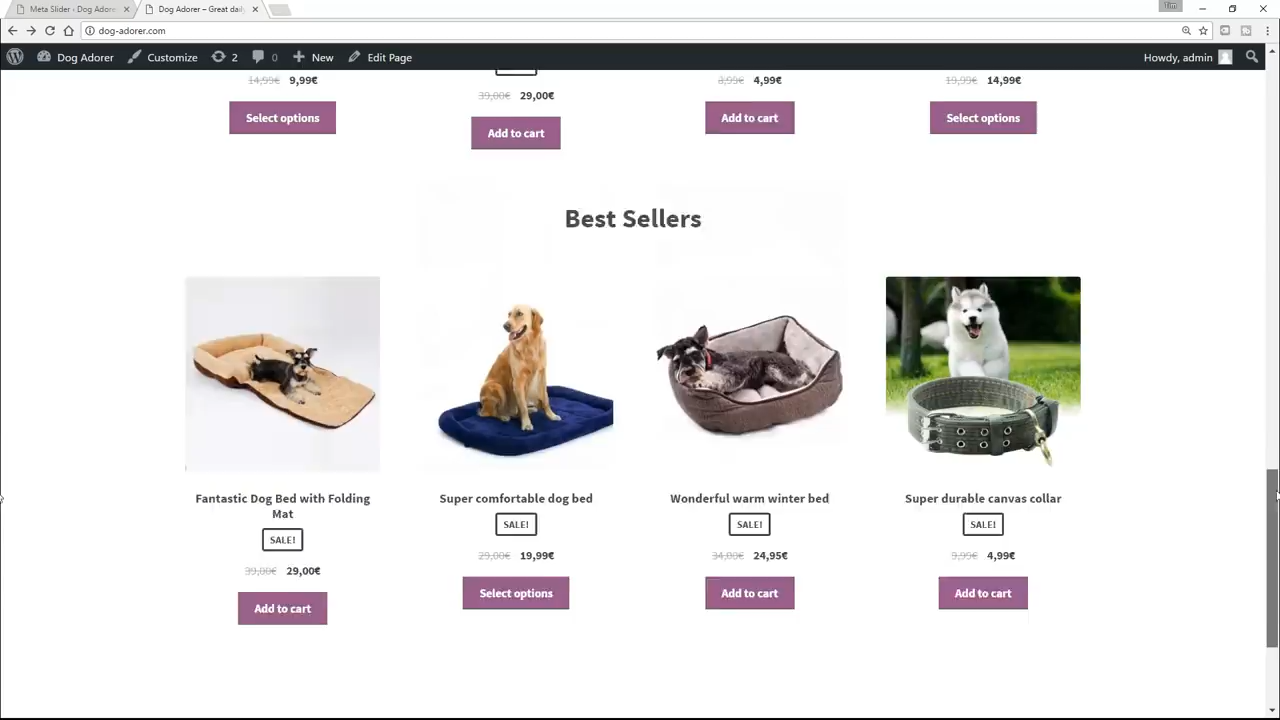 Meta Slider ‹ Dog Adore
Dog Adorer – Great dail
dog-adorer.com
Dog Adorer Customize 2 0 New Edit Page Howdy, admin
14,99€ 9,99€
39,00€ 29,00€
8,99€ 4,99€
19,99€ 14,99€
Select options
Add to cart
Add to cart
Select options
Best Sellers
Fantastic Dog Bed with Folding
Mat
SALE!
39,00€ 29,00€
Add to cart
Super comfortable dog bed
SALE!
29,00€ 19,99€
Select options
Wonderful warm winter bed
SALE!
34,00€ 24,95€
Add to cart
Super durable canvas collar
SALE!
9,99€ 4,99€
Add to cart